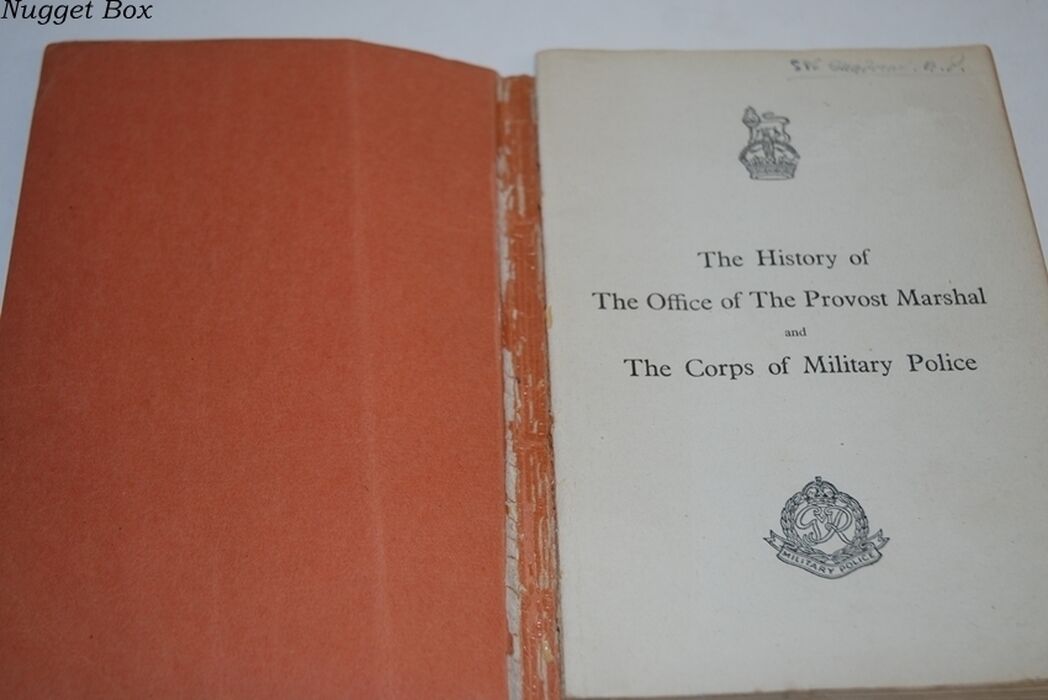 Nugget Box
The History of
The Office of The Provost Marshal
and
The Corps of Military Police
MILITARY POLICE